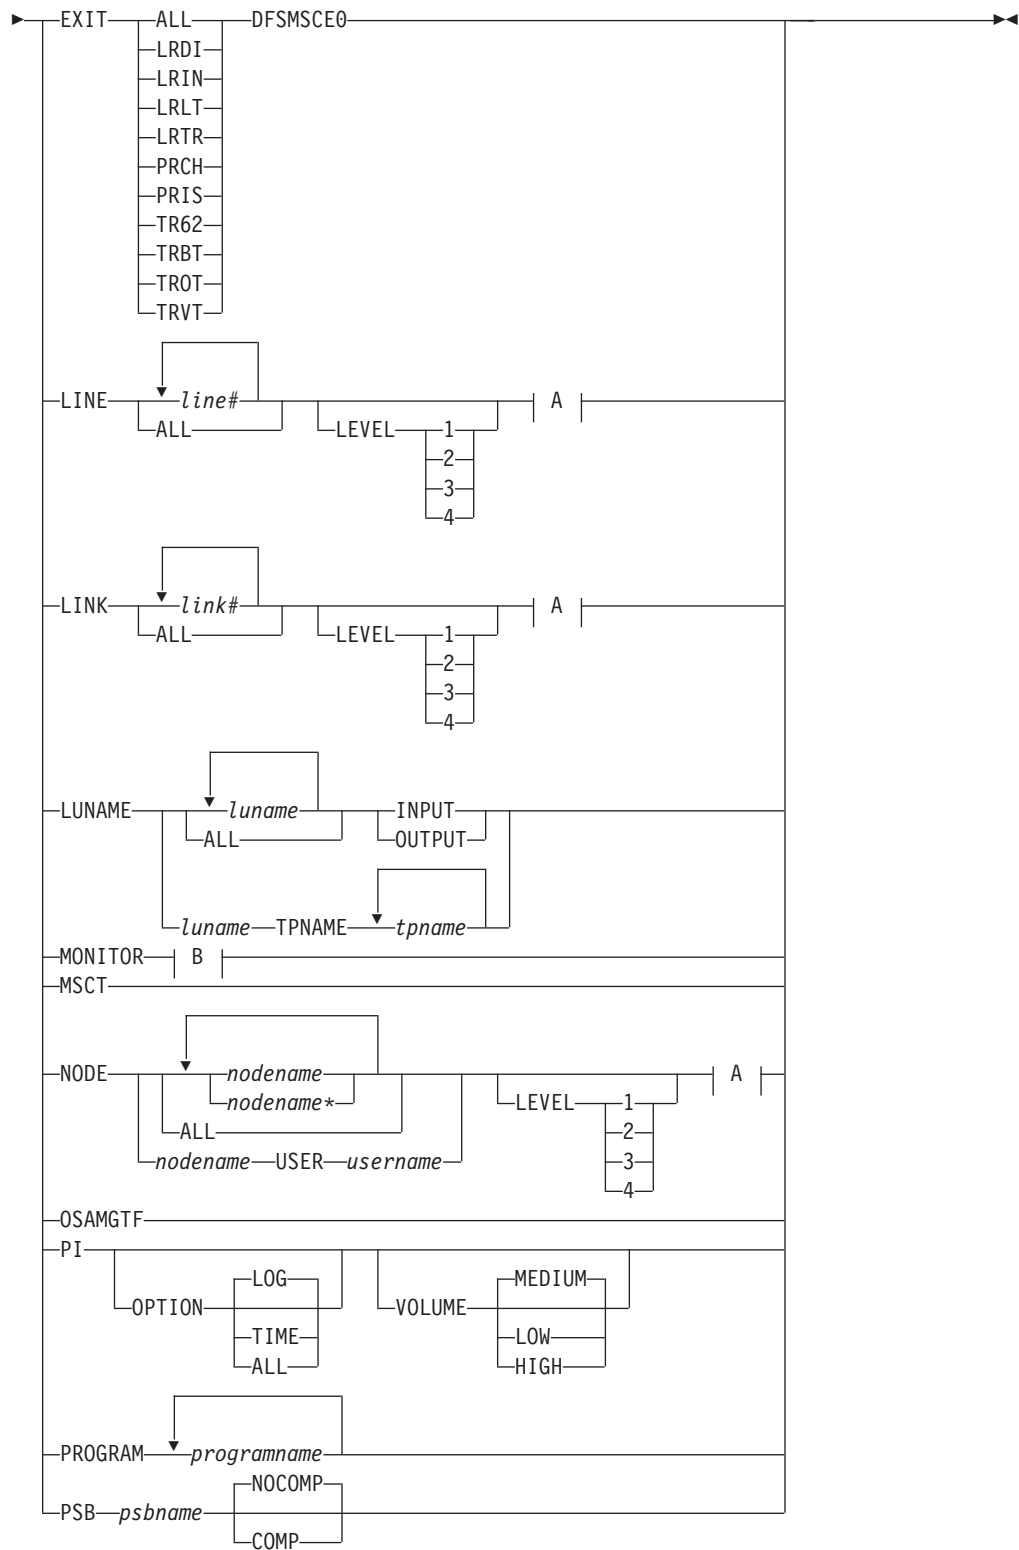 EXIT ALL DFSMSCE0
LRDI
LRIN
LRLT
LRTR
PRCH
PRIS
TR62
TRBT
TROT
TRVT
LINE line# A
ALL LEVEL 1
2
3
4
LINK link# A
ALL LEVEL 1
2
3
4
LUNAME luname INPUT
ALL OUTPUT
luname TPNAME tpname
MONITOR B
MSCT
NODE nodename A
nodename* LEVEL 1
ALL 2
nodename USER username 3
4
OSAMGTF
PI
LOG MEDIUM
OPTION VOLUME
TIME LOW
ALL HIGH
PROGRAM programname
NOCOMP
PSB psbname
COMP